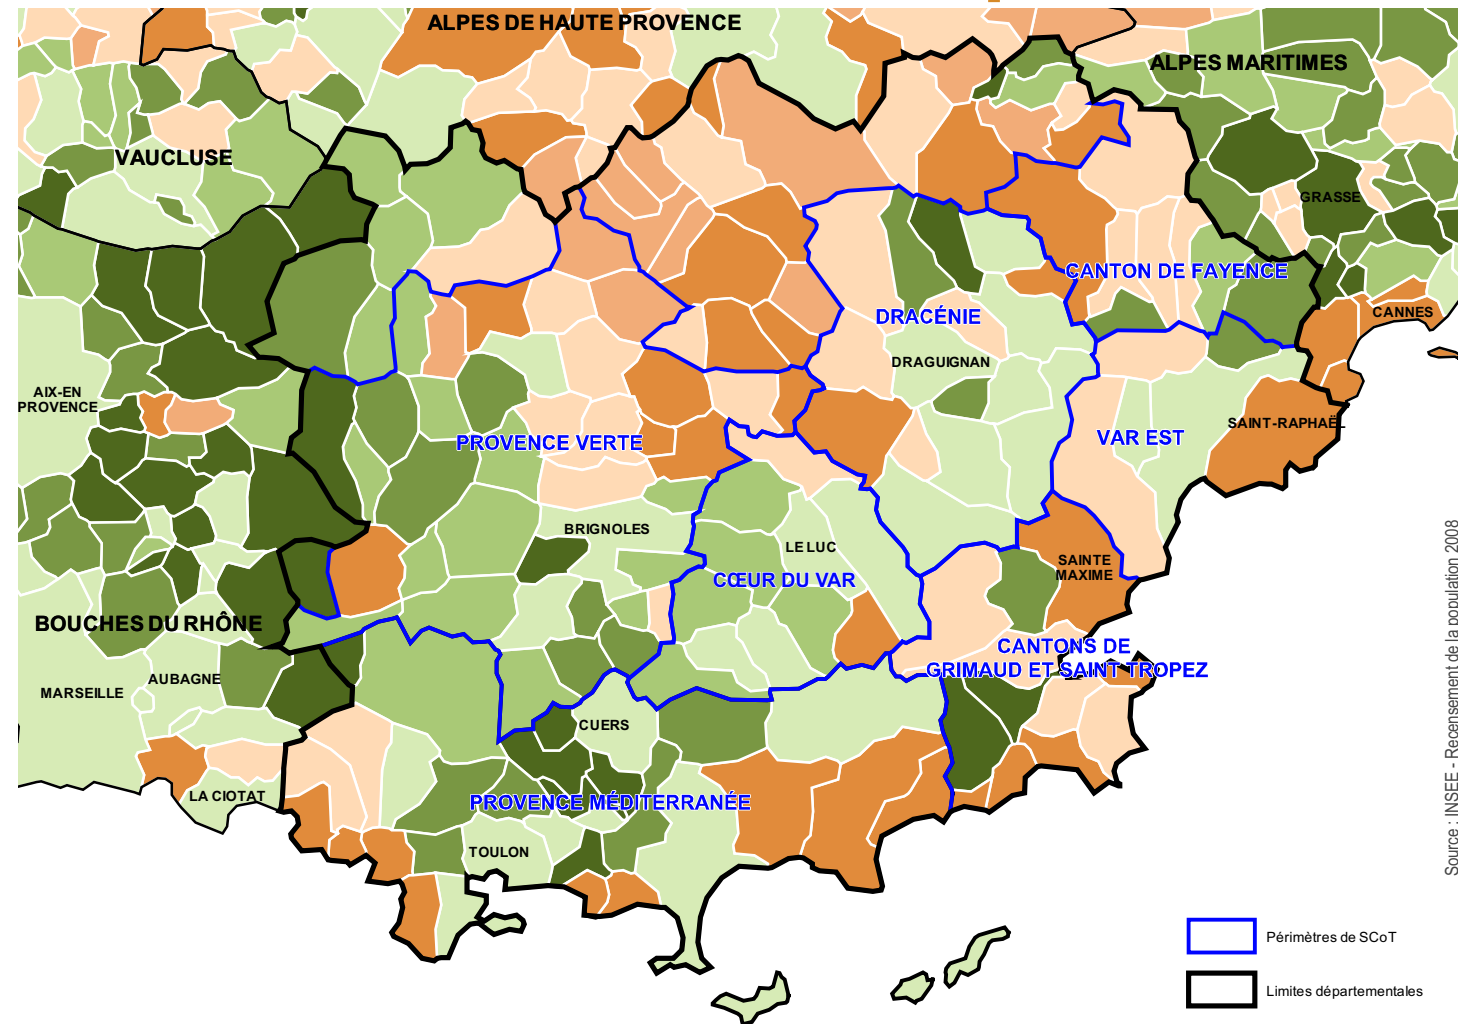 ALPES DE HAUTE PROVENCE
ALPES MARITIMES
VAUCLUSE
GRASSE
CANTON DE FAYENCE
CANNES
DRACÉNIE
DRAGUIGNAN
AIX-EN
PROVENCE
SAINT-RAPHAËL
VAR EST
PROVENCE VERTE
BRIGNOLES
LE LUC
SAINTE
MAXIME
CŒUR DU VAR
BOUCHES DU RHÔNE
CANTONS DE
GRIMAUD ET SAINT TROPEZ
AUBAGNE
MARSEILLE
CUERS
LA CIOTAT
PROVENCE MÉDITERRANÉE
TOULON
Source : INSEE - Recensement de la population 2008
Périmètres de SCoT
Limites départementales